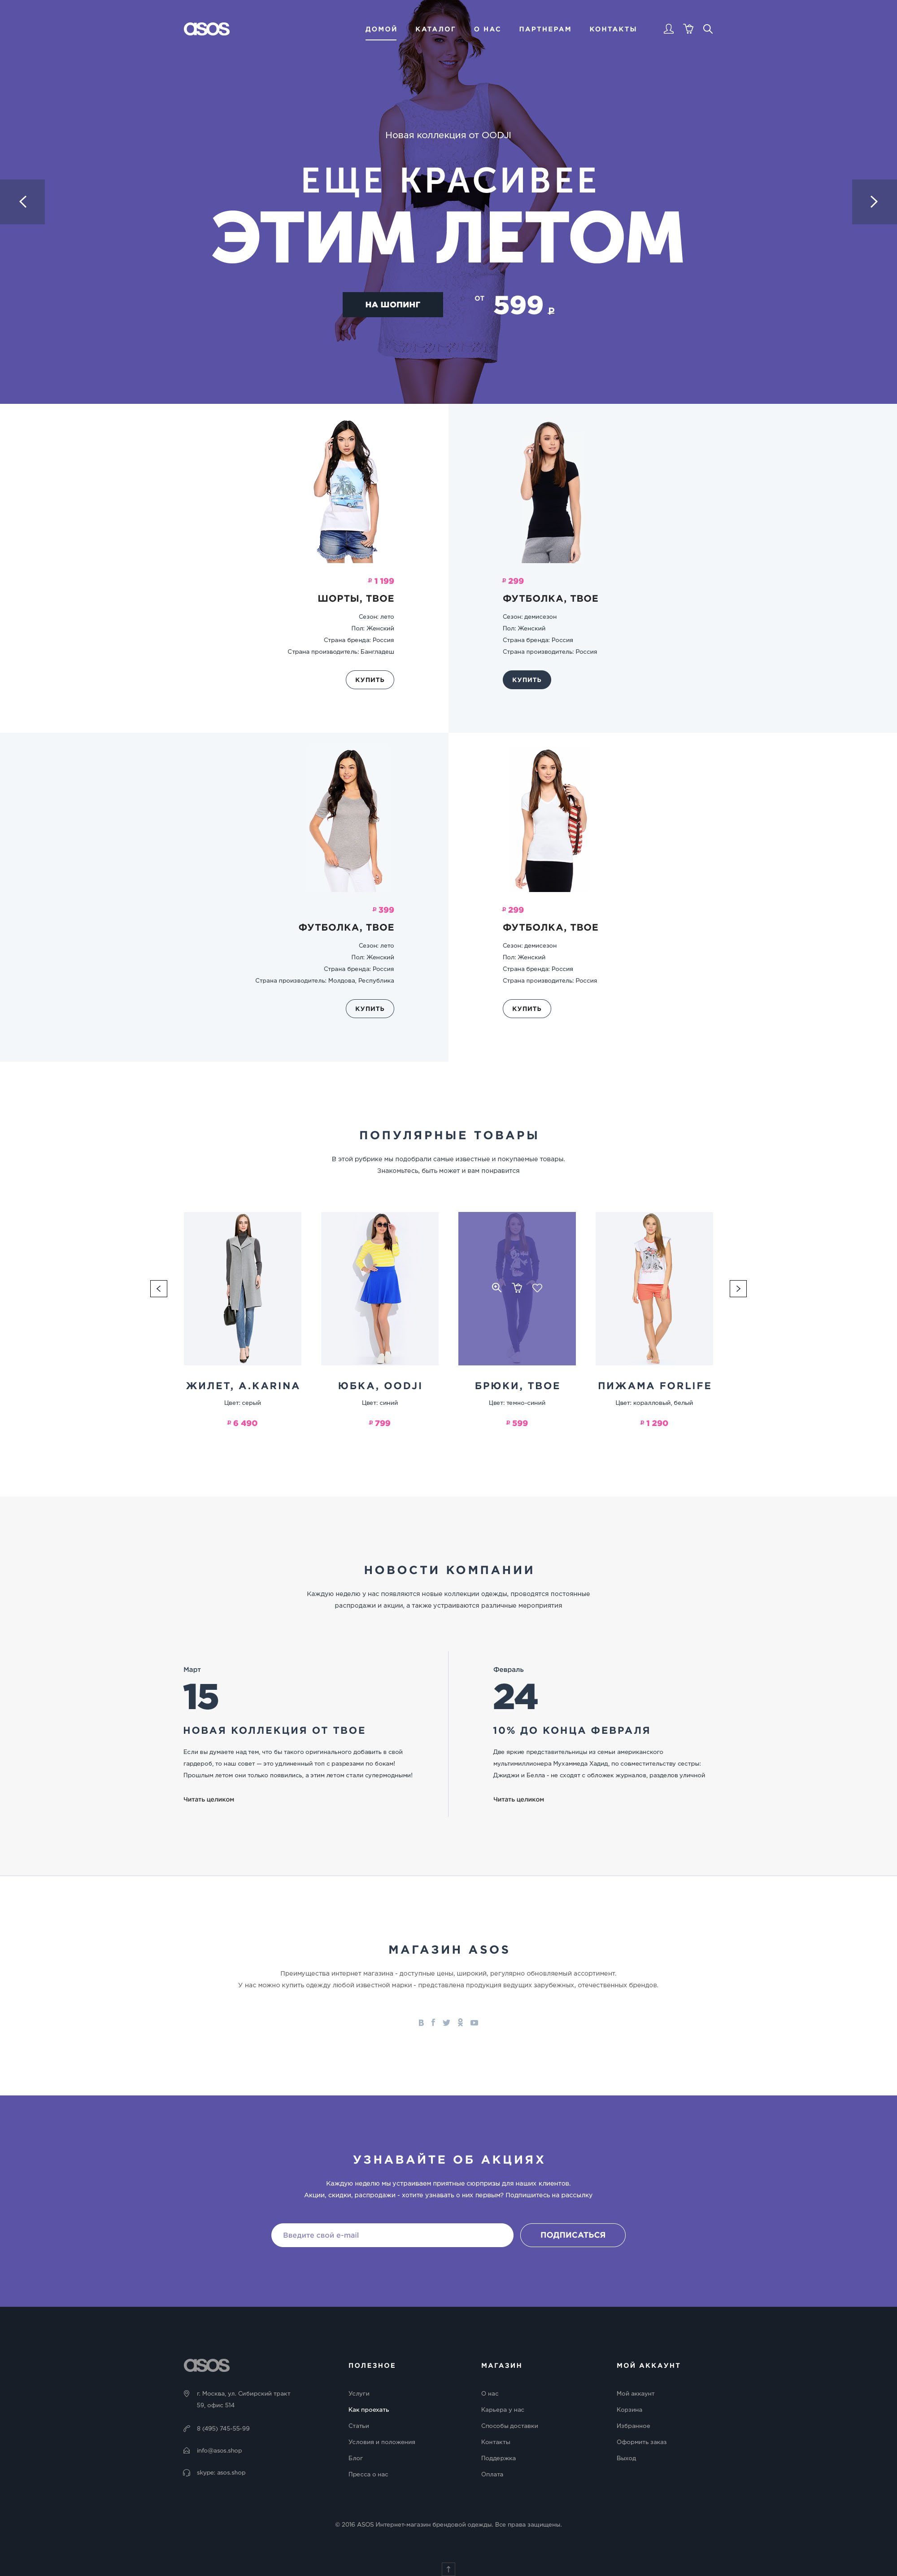 asos
ДОМОЙ КАТАЛОГ О НАС ПАРТНЕРАМ КОНТАКТЫ
Новая коллекция от OODJI
ЕЩЕ КРАСИВЕЕ
ЭТИМ ЛЕТОМ
НА ШОПИНГ
ОТ 599 ₽
₽ 1 199
ШОРТЫ, ТВОЕ
Сезон: лето
Пол: Женский
Страна бренда: Россия
Страна производитель: Бангладеш
КУПИТЬ
₽ 299
ФУТБОЛКА, ТВОЕ
Сезон: демисезон
Пол: Женский
Страна бренда: Россия
Страна производитель: Россия
КУПИТЬ
₽ 399
ФУТБОЛКА, ТВОЕ
Сезон: лето
Пол: Женский
Страна бренда: Россия
Страна производитель: Молдова, Республика
КУПИТЬ
₽ 299
ФУТБОЛКА, ТВОЕ
Сезон: демисезон
Пол: Женский
Страна бренда: Россия
Страна производитель: Россия
КУПИТЬ
ПОПУЛЯРНЫЕ ТОВАРЫ
В этой рубрике мы подобрали самые известные и покупаемые товары.
Знакомьтесь, быть может и вам понравится
ЖИЛЕТ, A.KARINA
Цвет: серый
₽ 6 490
ЮБКА, OODJI
Цвет: синий
₽ 799
БРЮКИ, ТВОЕ
Цвет: темно-синий
₽ 599
ПИЖАМА FORLIFE
Цвет: коралловый, белый
₽ 1 290
НОВОСТИ КОМПАНИИ
Каждую неделю у нас появляются новые коллекции одежды, проводятся постоянные
распродажи и акции, а также устраиваются различные мероприятия
Март
15
НОВАЯ КОЛЛЕКЦИЯ ОТ ТВОЕ
Если вы думаете над тем, что бы такого оригинального добавить в свой
гардероб, то наш совет — это удлиненный топ с разрезами по бокам!
Прошлым летом они только появились, а этим летом стали супермодными!
Читать целиком
Февраль
24
10% ДО КОНЦА ФЕВРАЛЯ
Две яркие представительницы из семьи американского
мультимиллионера Мухаммеда Хадид, по совместительству сестры:
Джиджи и Белла - не сходят с обложек журналов, разделов уличной
Читать целиком
МАГАЗИН ASOS
Преимущества интернет магазина - доступные цены, широкий, регулярно обновляемый ассортимент.
У нас можно купить одежду любой известной марки - представлена продукция ведущих зарубежных, отечественных брендов.
УЗНАВАЙТЕ ОБ АКЦИЯХ
Каждую неделю мы устраиваем приятные сюрпризы для наших клиентов.
Акции, скидки, распродажи - хотите узнавать о них первым? Подпишитесь на рассылку
Введите свой e-mail
ПОДПИСАТЬСЯ
asos
г. Москва, ул. Сибирский тракт
59, офис 514
8 (495) 745-55-99
info@asos.shop
skype: asos.shop
ПОЛЕЗНОЕ
Услуги
Как проехать
Статьи
Условия и положения
Блог
Пресса о нас
МАГАЗИН
О нас
Карьера у нас
Способы доставки
Контакты
Поддержка
Оплата
МОЙ АККАУНТ
Мой аккаунт
Корзина
Избранное
Оформить заказ
Выход
© 2016 ASOS Интернет-магазин брендовой одежды. Все права защищены.